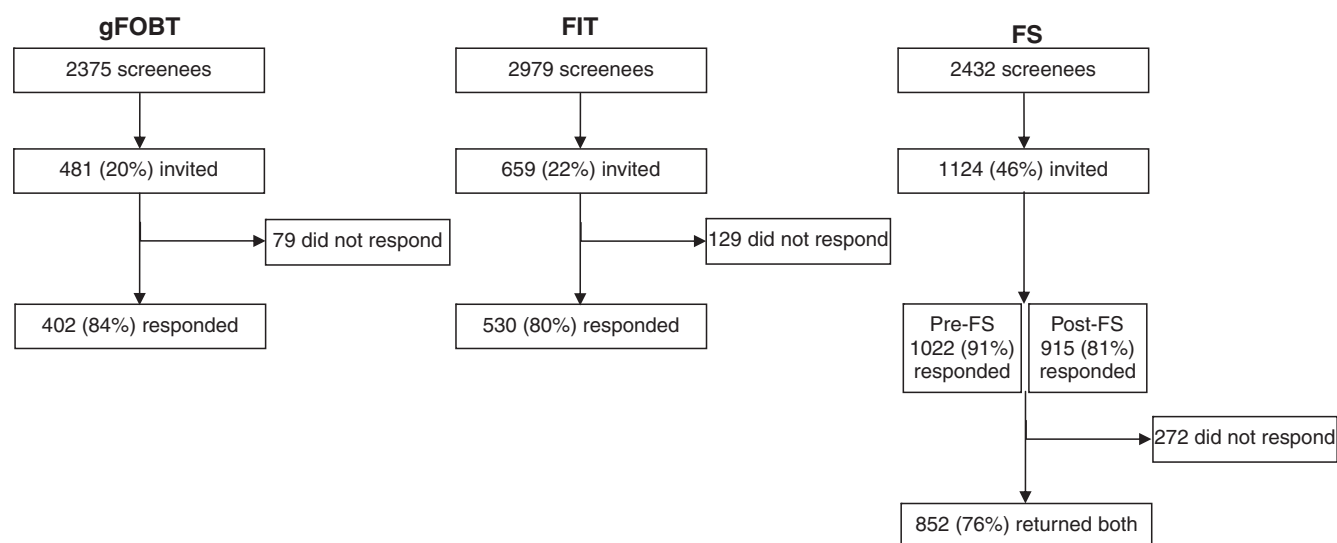 gFOBT
2375 screenees
481 (20%) invited
79 did not respond
402 (84%) responded
FIT
2979 screenees
659 (22%) invited
129 did not respond
530 (80%) responded
FS
2432 screenees
1124 (46%) invited
Pre-FS
1022 (91%)
responded
Post-FS
915 (81%)
responded
272 did not respond
852 (76%) returned both